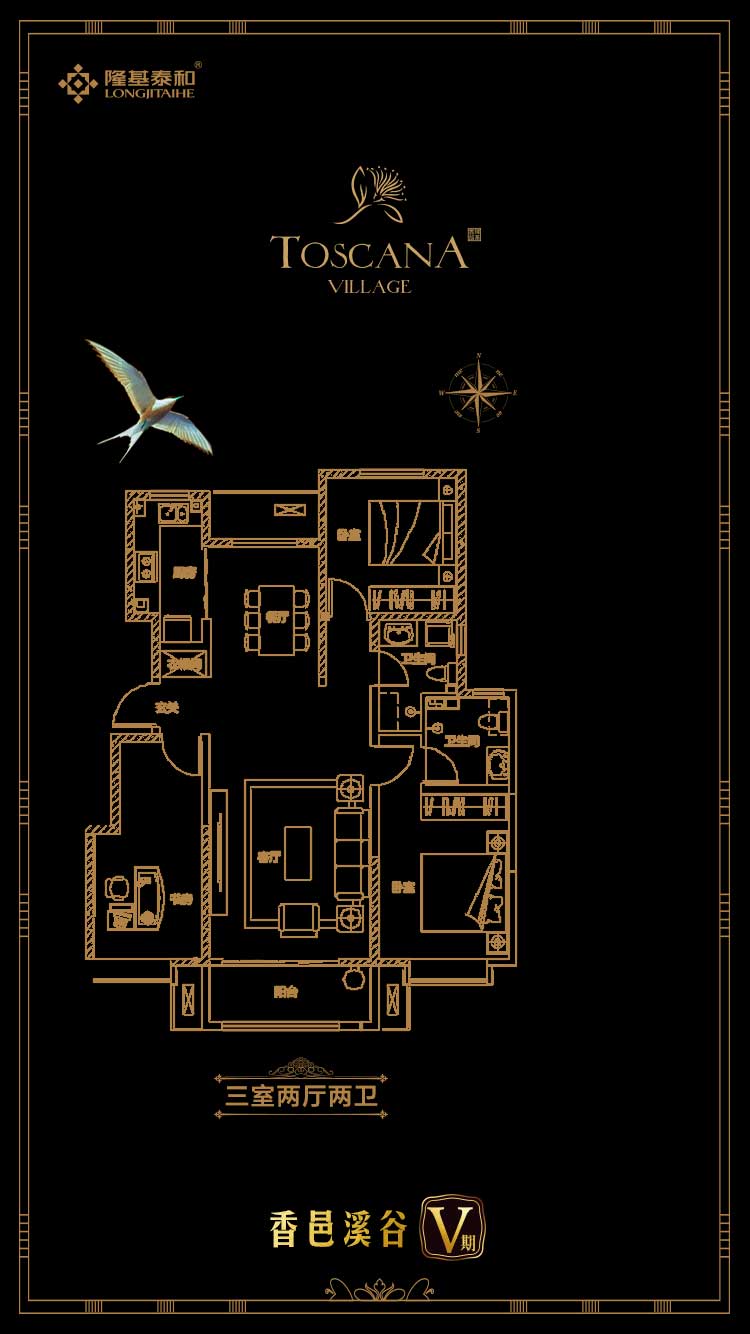 隆基泰和®
LONGJITAIHE
TOSCANA
VILLAGE
N
W
E
S
卧室
厨房
餐厅
卫生间
玄关
卫生间
客厅
卧室
书房
阳台
三室两厅两卫
香邑溪谷
V期